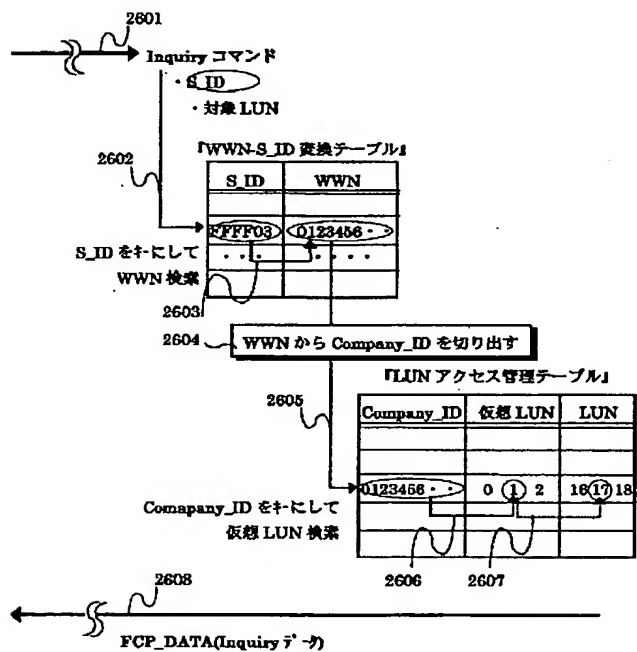 2601
Inquiry コマンド
・S_ID
・対象 LUN
『WWN-S_ID 変換テーブル』
2602
S_ID WWN
FFFF03 0123456・・
S_ID をキーにして
・・・ ・・・・
WWN 検索
2603
2604
WWN から Company_ID を切り出す
『LUN アクセス管理テーブル』
2605
Company_ID 仮想 LUN LUN
0123456・・ 0 1 2 16 17 18
Comapany_ID をキーにして
仮想 LUN 検索
2606 2607
2608
FCP_DATA(Inquiry データ)